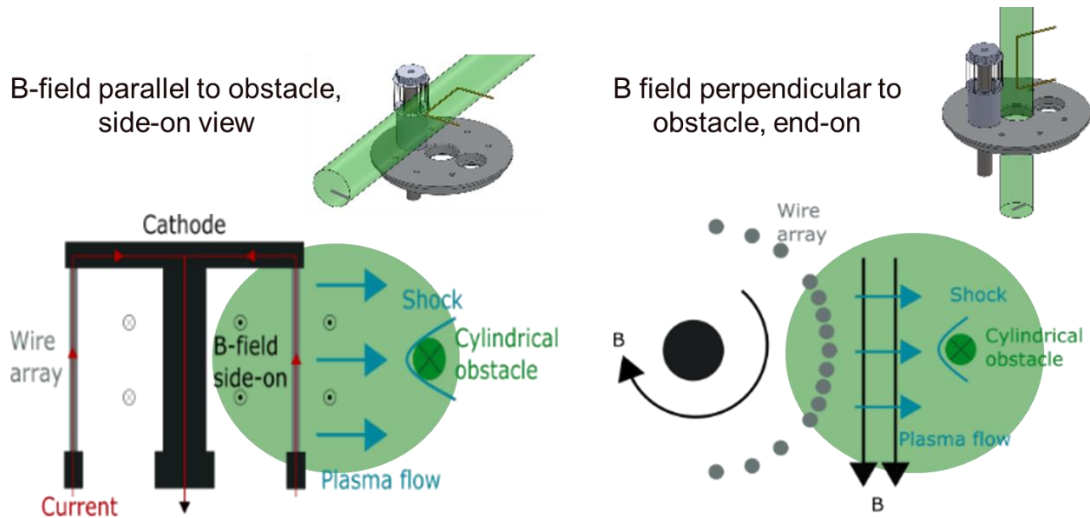 B-field parallel to obstacle,
side-on view
Cathode
Wire
array
B-field
side-on
Shock
Cylindrical
obstacle
Plasma flow
Current
B field perpendicular to
obstacle, end-on
Wire
array
B
Shock
Cylindrical
obstacle
Plasma flow
B